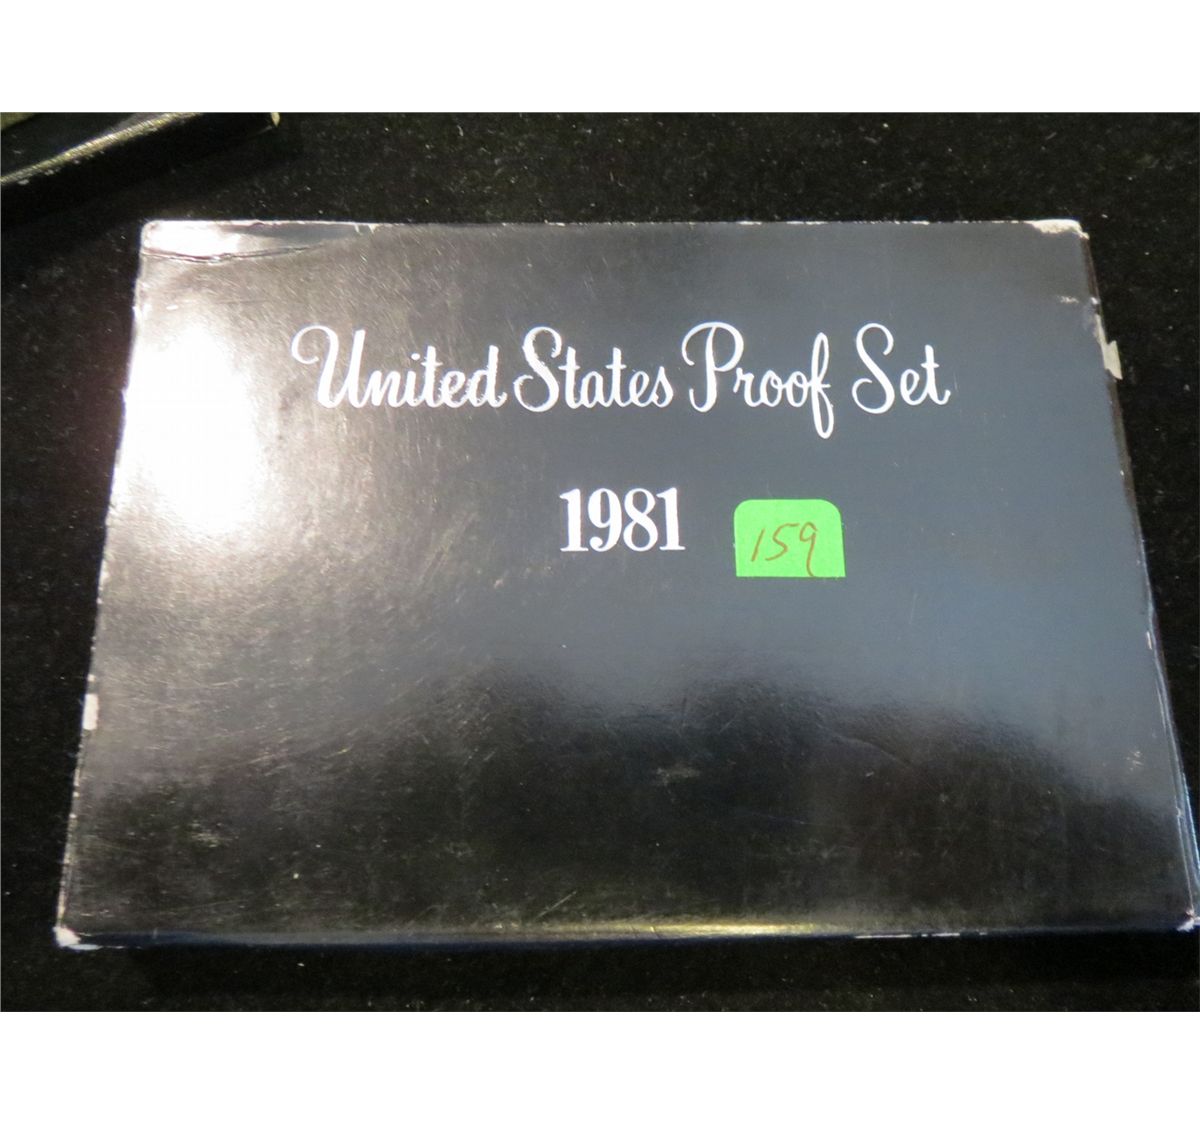 United States Proof Set
1981
159